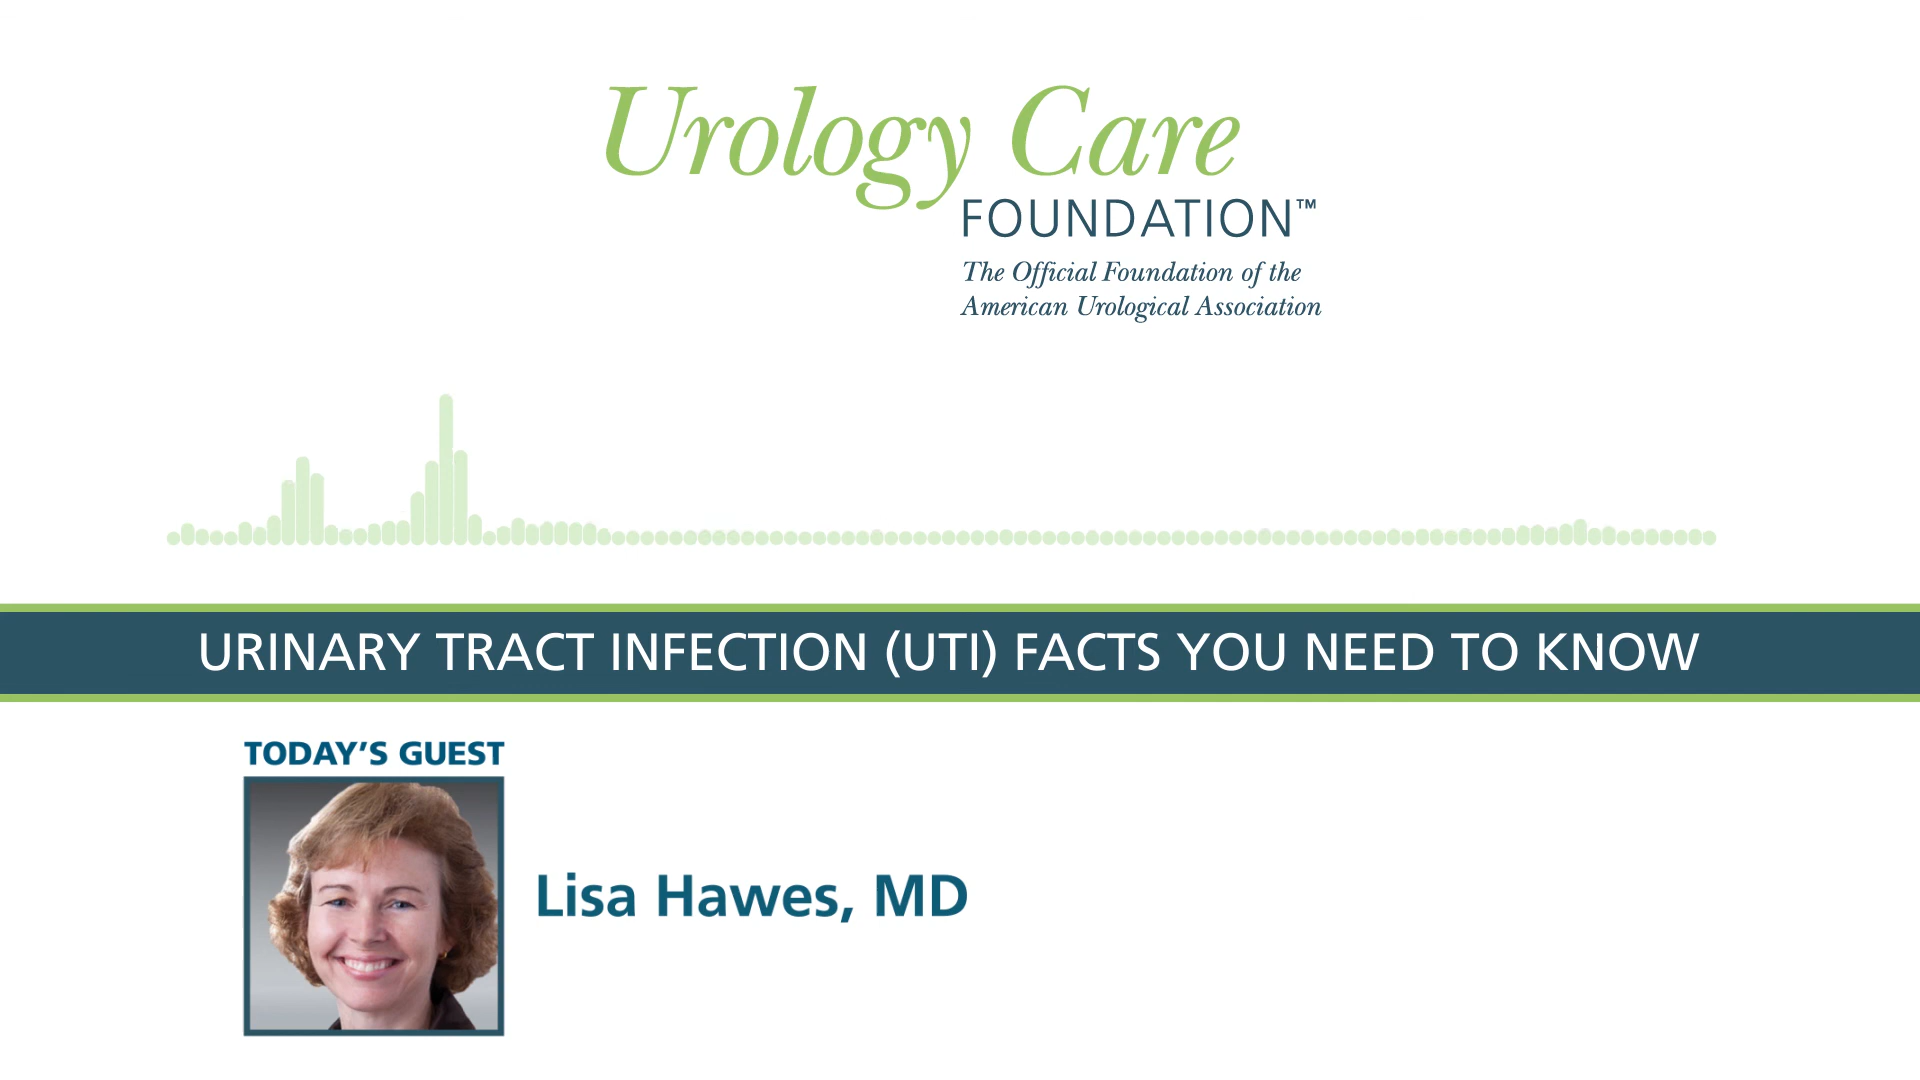 Urology Care
FOUNDATION™
The Official Foundation of the
American Urological Association
URINARY TRACT INFECTION (UTI) FACTS YOU NEED TO KNOW
TODAY'S GUEST
Lisa Hawes, MD